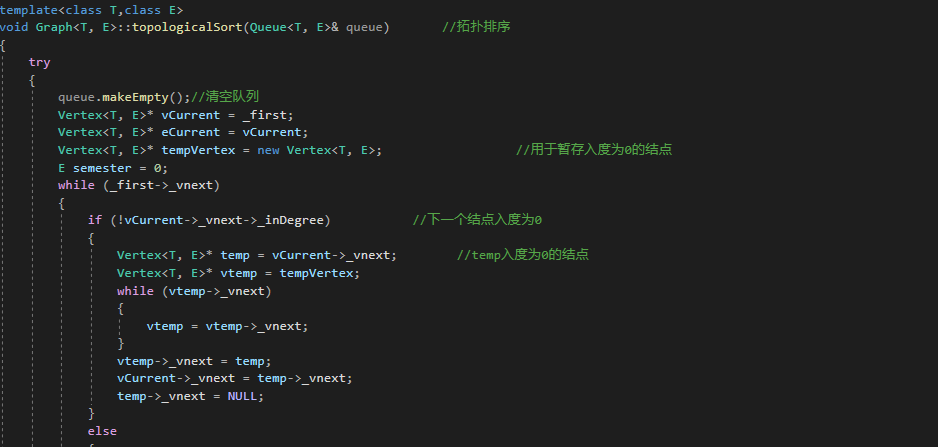 template<class T,class E>
void Graph<T, E>::topologicalSort(Queue<T, E>& queue) //拓扑排序
{
try
{
queue.makeEmpty();//清空队列
Vertex<T, E>* vCurrent = _first;
Vertex<T, E>* eCurrent = vCurrent;
Vertex<T, E>* tempVertex = new Vertex<T, E>; //用于暂存入度为0的结点
E semester = 0;
while (_first->_vnext)
{
if (!vCurrent->_vnext->_inDegree) //下一个结点入度为0
{
Vertex<T, E>* temp = vCurrent->_vnext; //temp入度为0的结点
Vertex<T, E>* vtemp = tempVertex;
while (vtemp->_vnext)
{
vtemp = vtemp->_vnext;
}
vtemp->_vnext = temp;
vCurrent->_vnext = temp->_vnext;
temp->_vnext = NULL;
}
else
{